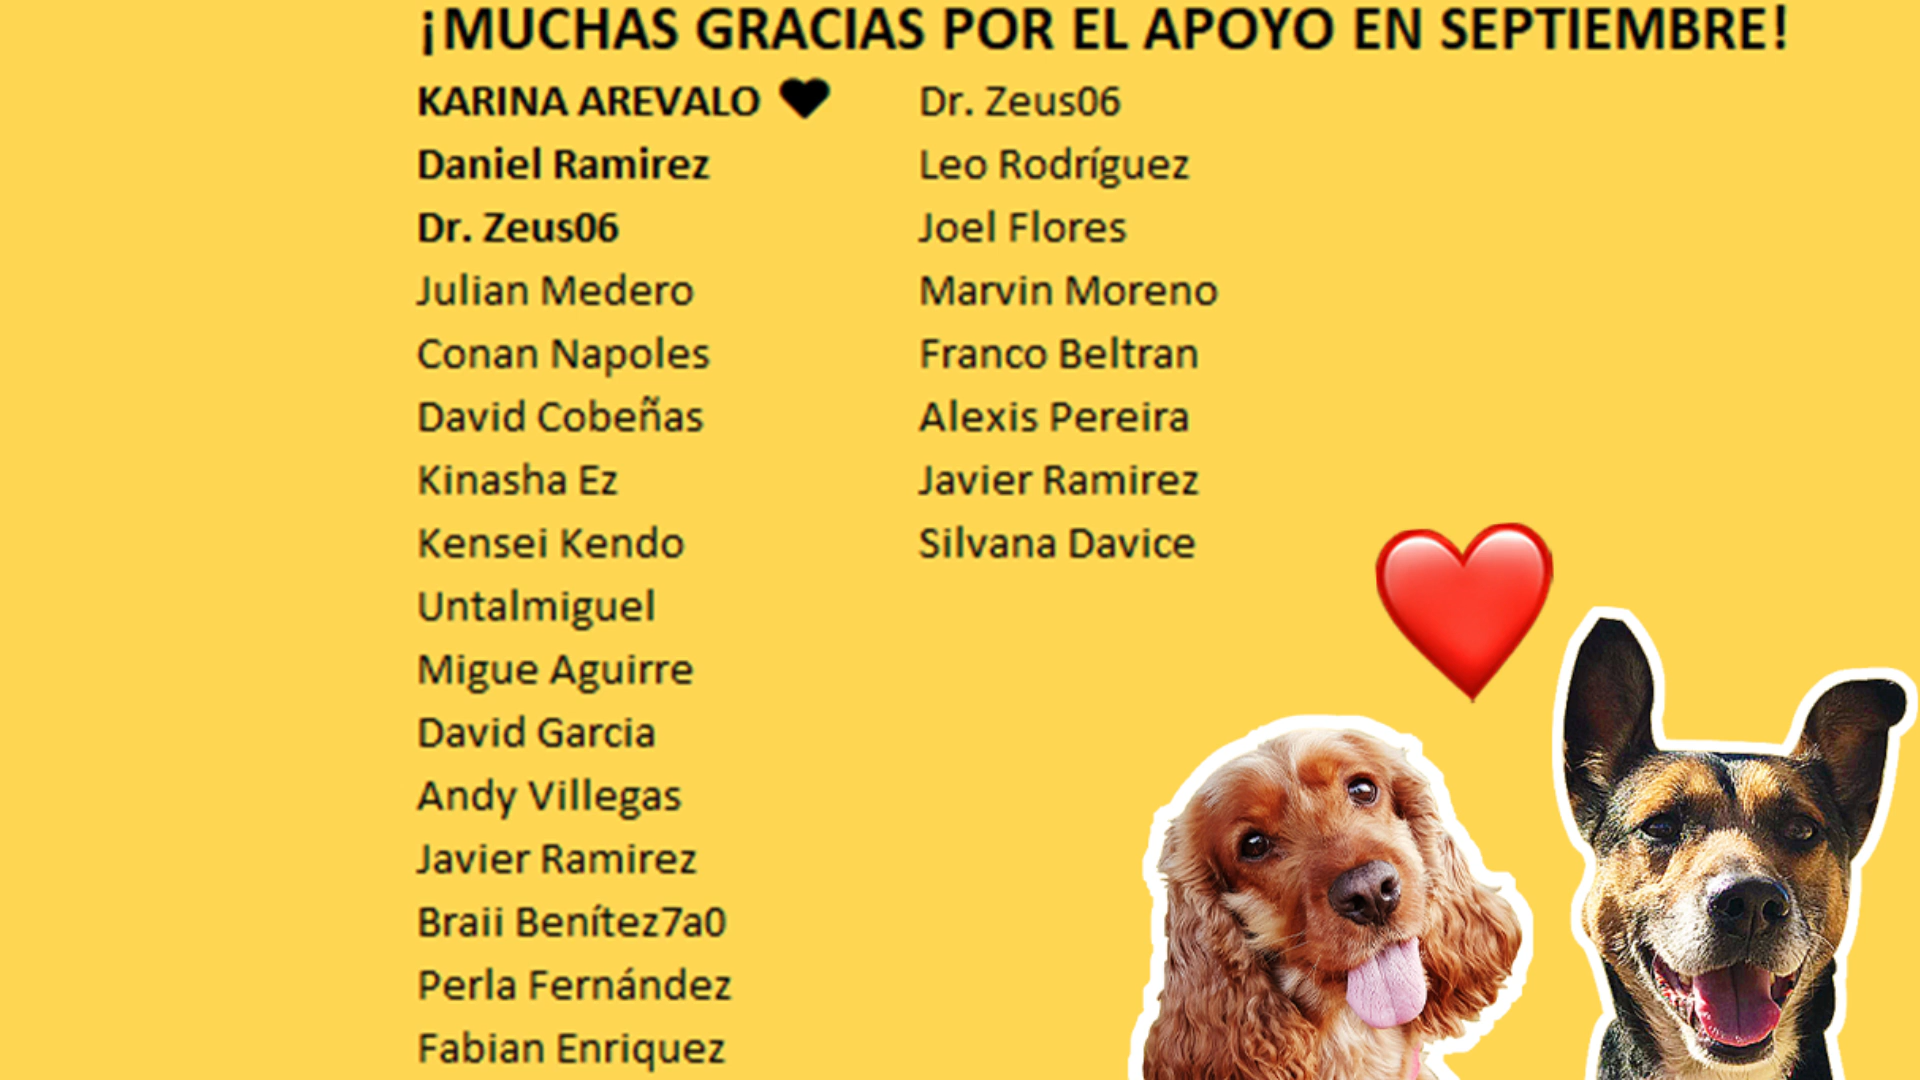 ¡MUCHAS GRACIAS POR EL APOYO EN SEPTIEMBRE!
KARINA AREVALO ♥
Daniel Ramirez
Dr. Zeus06
Julian Medero
Conan Napoles
David Cobeñas
Kinasha Ez
Kensei Kendo
Untalmiguel
Migue Aguirre
David Garcia
Andy Villegas
Javier Ramirez
Braii Benítez7a0
Perla Fernández
Fabian Enriquez
Dr. Zeus06
Leo Rodríguez
Joel Flores
Marvin Moreno
Franco Beltran
Alexis Pereira
Javier Ramirez
Silvana Davice